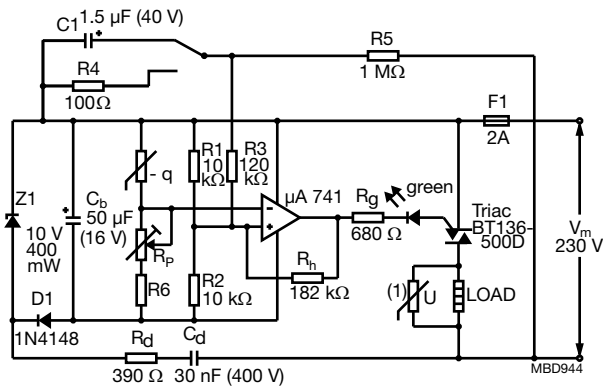 C1
1.5 μF (40 V)
+
R4
100Ω
R5
1 MΩ
F1
2A
Z1
10 V
400
mW
+
Cb
50 μF
(16 V)
- q
RP
R6
R1
10
kΩ
R3
120
kΩ
R2
10 kΩ
μA 741
−
+
Rh
182 kΩ
Rg
680 Ω
green
Triac
BT136-
500D
Vm
230 V
(1)
U
LOAD
D1
1N4148
Rd
390 Ω
Cd
30 nF (400 V)
MBD944